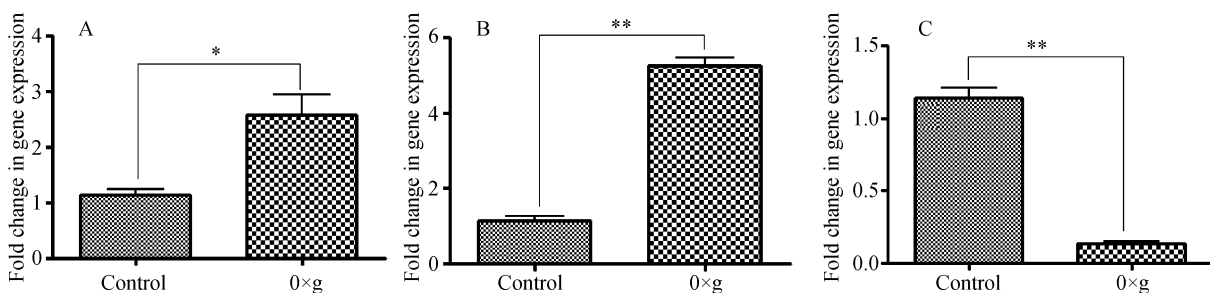 A
Fold change in gene expression
4
3
2
1
0
*
Control
0×g
B
Fold change in gene expression
6
4
2
0
**
Control
0×g
C
Fold change in gene expression
1.5
1.0
0.5
0.0
**
Control
0×g